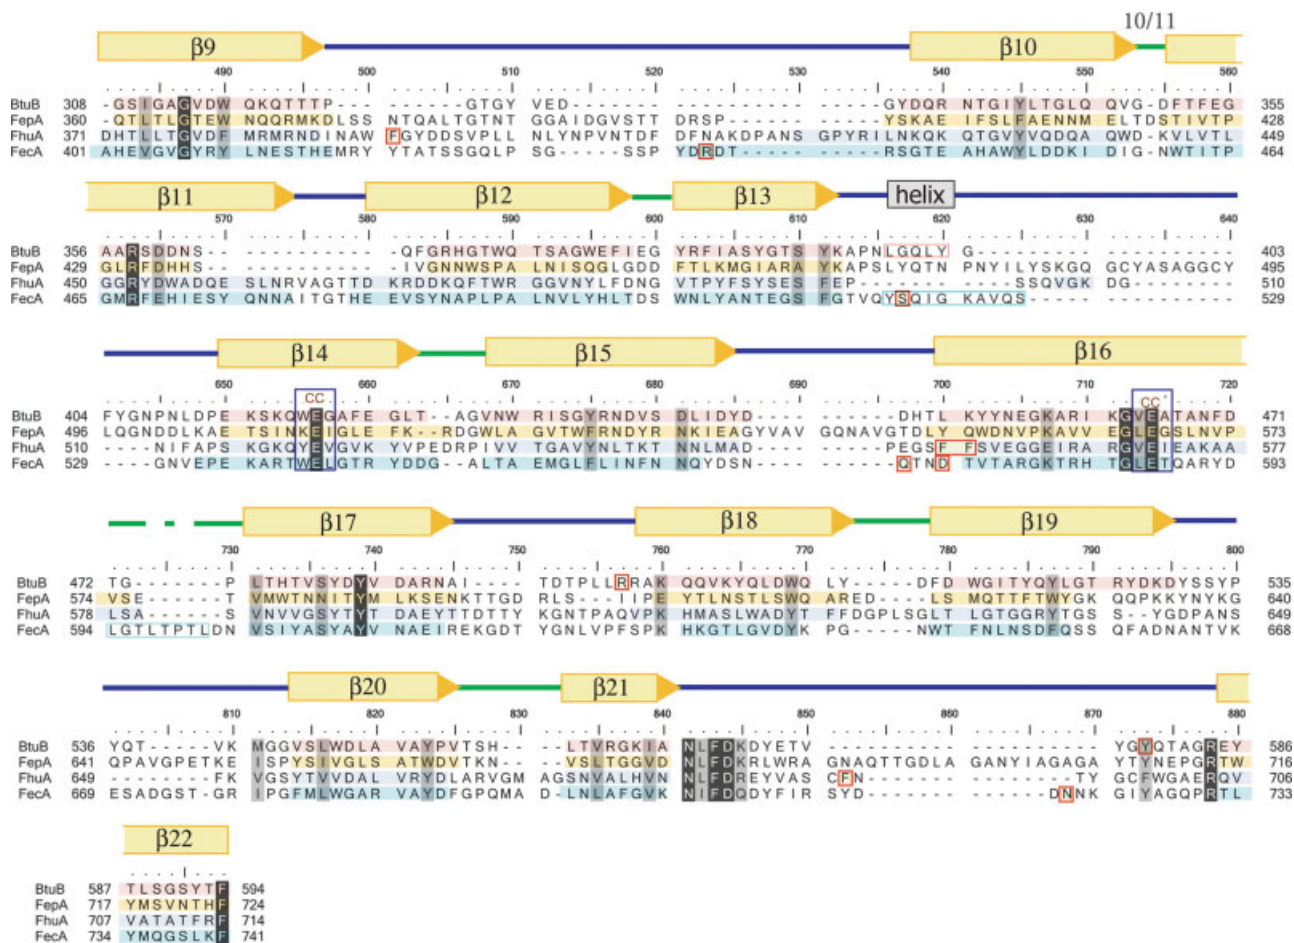 10/11
β9 β10
490 500 510 520 530 540 550 560
BtuB 308 - GSIGAGVDW QKQTTTP- - - - - - - - - - GTGY VED- - - - - - - - - - - - - - - - - - - - - - GYDQR NTGIYLTGLQ QVG-DFTFEG 355
FepA 360 - QTLTLGTEW NQQRMKDLSS NTQALTGTNT GGAIDGVSTT DRSP- - - - - - - - - - - YSKAE IFSLFAENNM ELTDSTIVTP 428
FhuA 371 DHTLLTGVDF MRMRNDINAW FGYDDSVPLL NLYNPVNTDF DFNAKDPANS GPYRILNKQK QTGVYVQDQA QWD-KVLVTL 449
FecA 401 AHEVGVGYRY LNESTHEMRY YTATSSGQLP SG- - - - SSP YDRDT- - - - - - - - - - RSGTE AHAWYLDDKI DIG-NWTITP 464
β11 β12 β13 helix
570 580 590 600 610 620 630 640
BtuB 356 AARSDDNS- - - - - - - - - - - - - QFGRHGTWQ TSAGWEFIEG YRFIASYGTS YKAPNLGQLY G- - - - - - - - - - - - - - - - - - - 403
FepA 429 GLRFDHHS- - - - - - - - - - - - - IVGNNWSPA LNISQGLGDD FTLKMGIARA YKAPSLYQTN PNYILYSKGQ GCYASAGGCY 495
FhuA 450 GGRYDWADQE SLNRVAGTTD KRDDKQFTWR GGVNYLFDNG VTPYFSYSES FEP- - - - - - - - - - - - SSQVGK DG- - - - - - - - 510
FecA 465 GMRFEHIESY QNNAITGTHE EVSYNAPLPA LNVLYHLTDS WNLYANTEGS FGTVQYSQIG KAVQS- - - - - - - - - - - - - - - 529
β14 β15 β16
650 660 670 680 690 700 710 720
CC CC
BtuB 404 FYGNPNLDPE KSKQWEGAFE GLT- - AGVNW RISGYRNDVS DLIDYD- - - - - - - - - - DHTL KYYNEGKARI KGVEATANFD 471
FepA 496 LQGNDDLKAE TSINKEIGLE FK- - RDGWLA GVTWFRNDYR NKIEAGYVAV GQNAVGTDLY QWDNVPKAVV EGLEGSLNVP 573
FhuA 510 - - - NIFAPS KGKQYEVGVK YVPEDRPIVV TGAVYNLTKT NNLMAD- - - - - - - - - - PEGSF FSVEGGEIRA RGVEIEAKAA 577
FecA 529 - - - GNVEPE KARTWELGTR YDDG- ALTA AEMGLFLINF NNQYDSN- - - - - - - - - QTND TVTARGKTRH TGLETQARYD 593
β17 β18 β19
730 740 750 760 770 780 790 800
BtuB 472 TG- - - - - - - P LTHTVSYDYV DARNAI- - - - TDTPLLRRAK QQVKYQLDWQ LY- - - - DFD WGITYQYLGT RYDKDYSSYP 535
FepA 574 VSE- - - - - - T VMWTNNITYM LKSENKTTGD RLS- - IIPE YTLNSTLSWQ ARED- - - - LS MQTTFTWYGK QQPKKYNYKG 640
FhuA 578 LSA- - - - - - S VNVVGSYTYT DAEYTTDTTY KGNTPAQVPK HMASLWADYT FFDGPLSGLT LGTGGRYTGS S- - YGDPANS 649
FecA 594 LGTLTPTLDN VSIYASYAYV NAEIREKGDT YGNLVPFSPK HKGTLGVDYK PG- - - - NWT FNLNSDFQSS QFADNANTVK 668
β20 β21
810 820 830 840 850 860 870 880
BtuB 536 YQT- - - - - VK MGGVSLWDLA VAYPVTSH- - - LTVRGKIA NLFDKDYETV - - - - - - - - - - - - - - - - - - - - - YGYQTAGREY 586
FepA 641 QPAVGPETKE ISPYSIVGLS ATWDVTKN- - - VSLTGGVD NLFDKRLWRA GNAQTTGDLA GANYIAGAGA YTYNEPGRTW 716
FhuA 649 - - - - - - - - FK VGSYTVVDAL VRYDLARVGM AGSNVALHVN NLFDREYVAS CFN- - - - - - - - - - - - - - - - TY GCFWGAERQV 706
FecA 669 ESADGST- GR IPGFMLWGAR VAYDFGPQMA D- LNLAFGVK NIFDQDYFIR SYD- - - - - - - - - - - - - DNNK GIYAGQPRTL 733
β22
BtuB 587 TLSGSYTF 594
FepA 717 YMSVNTHF 724
FhuA 707 VATATFRF 714
FecA 734 YMQGSLKF 741